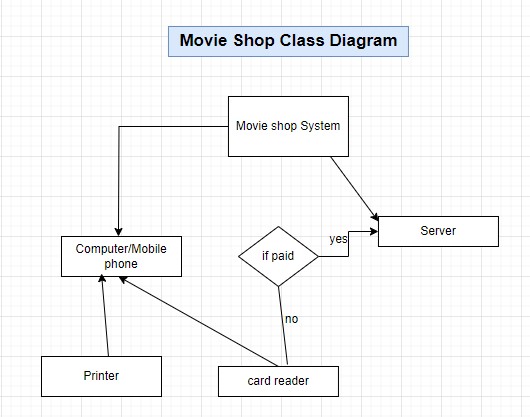 Movie Shop Class Diagram
Movie shop System
Server
yes
Computer/Mobile
phone
if paid
no
Printer
card reader